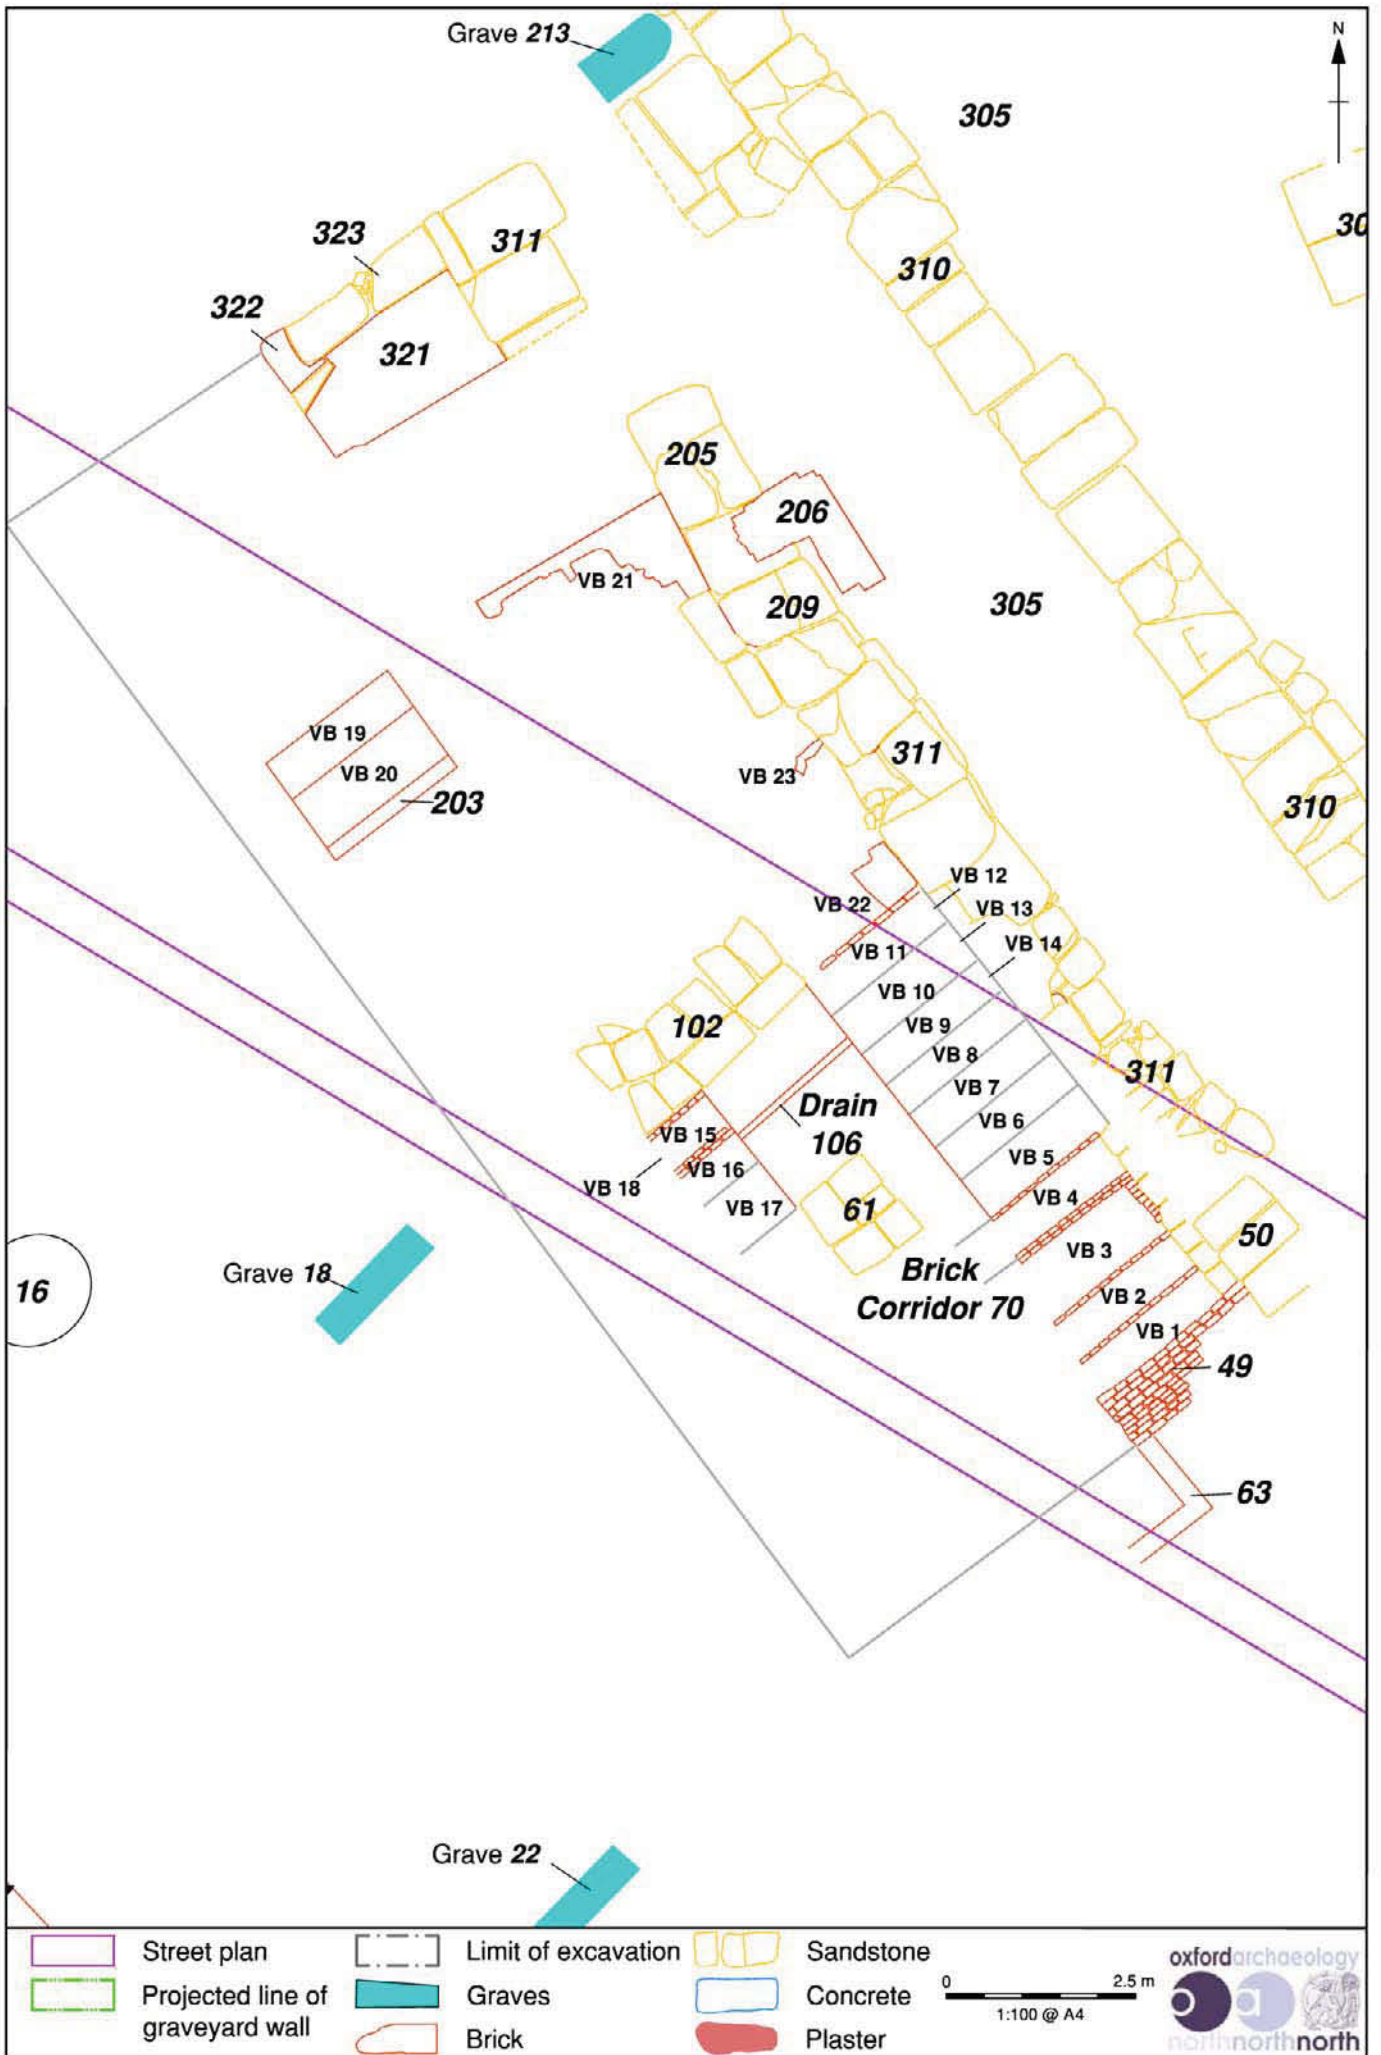 Grave 213
N
305
30
323
311
310
322
321
205
206
VB 21
209
305
VB 19
VB 20
203
VB 23
311
310
VB 12
VB 22
VB 13
VB 11
VB 14
VB 10
102
VB 9
VB 8
311
VB 7
Drain
106
VB 6
VB 15
VB 5
VB 16
VB 18
VB 4
VB 17
61
50
VB 3
Grave 18
Brick
Corridor 70
16
VB 2
VB 1
49
63
Grave 22
Street plan
Limit of excavation
Sandstone
Projected line of
graveyard wall
Graves
Concrete
Brick
Plaster
0 2.5 m
1:100 @ A4
oxfordarchaeology
o a
northnorthnorth